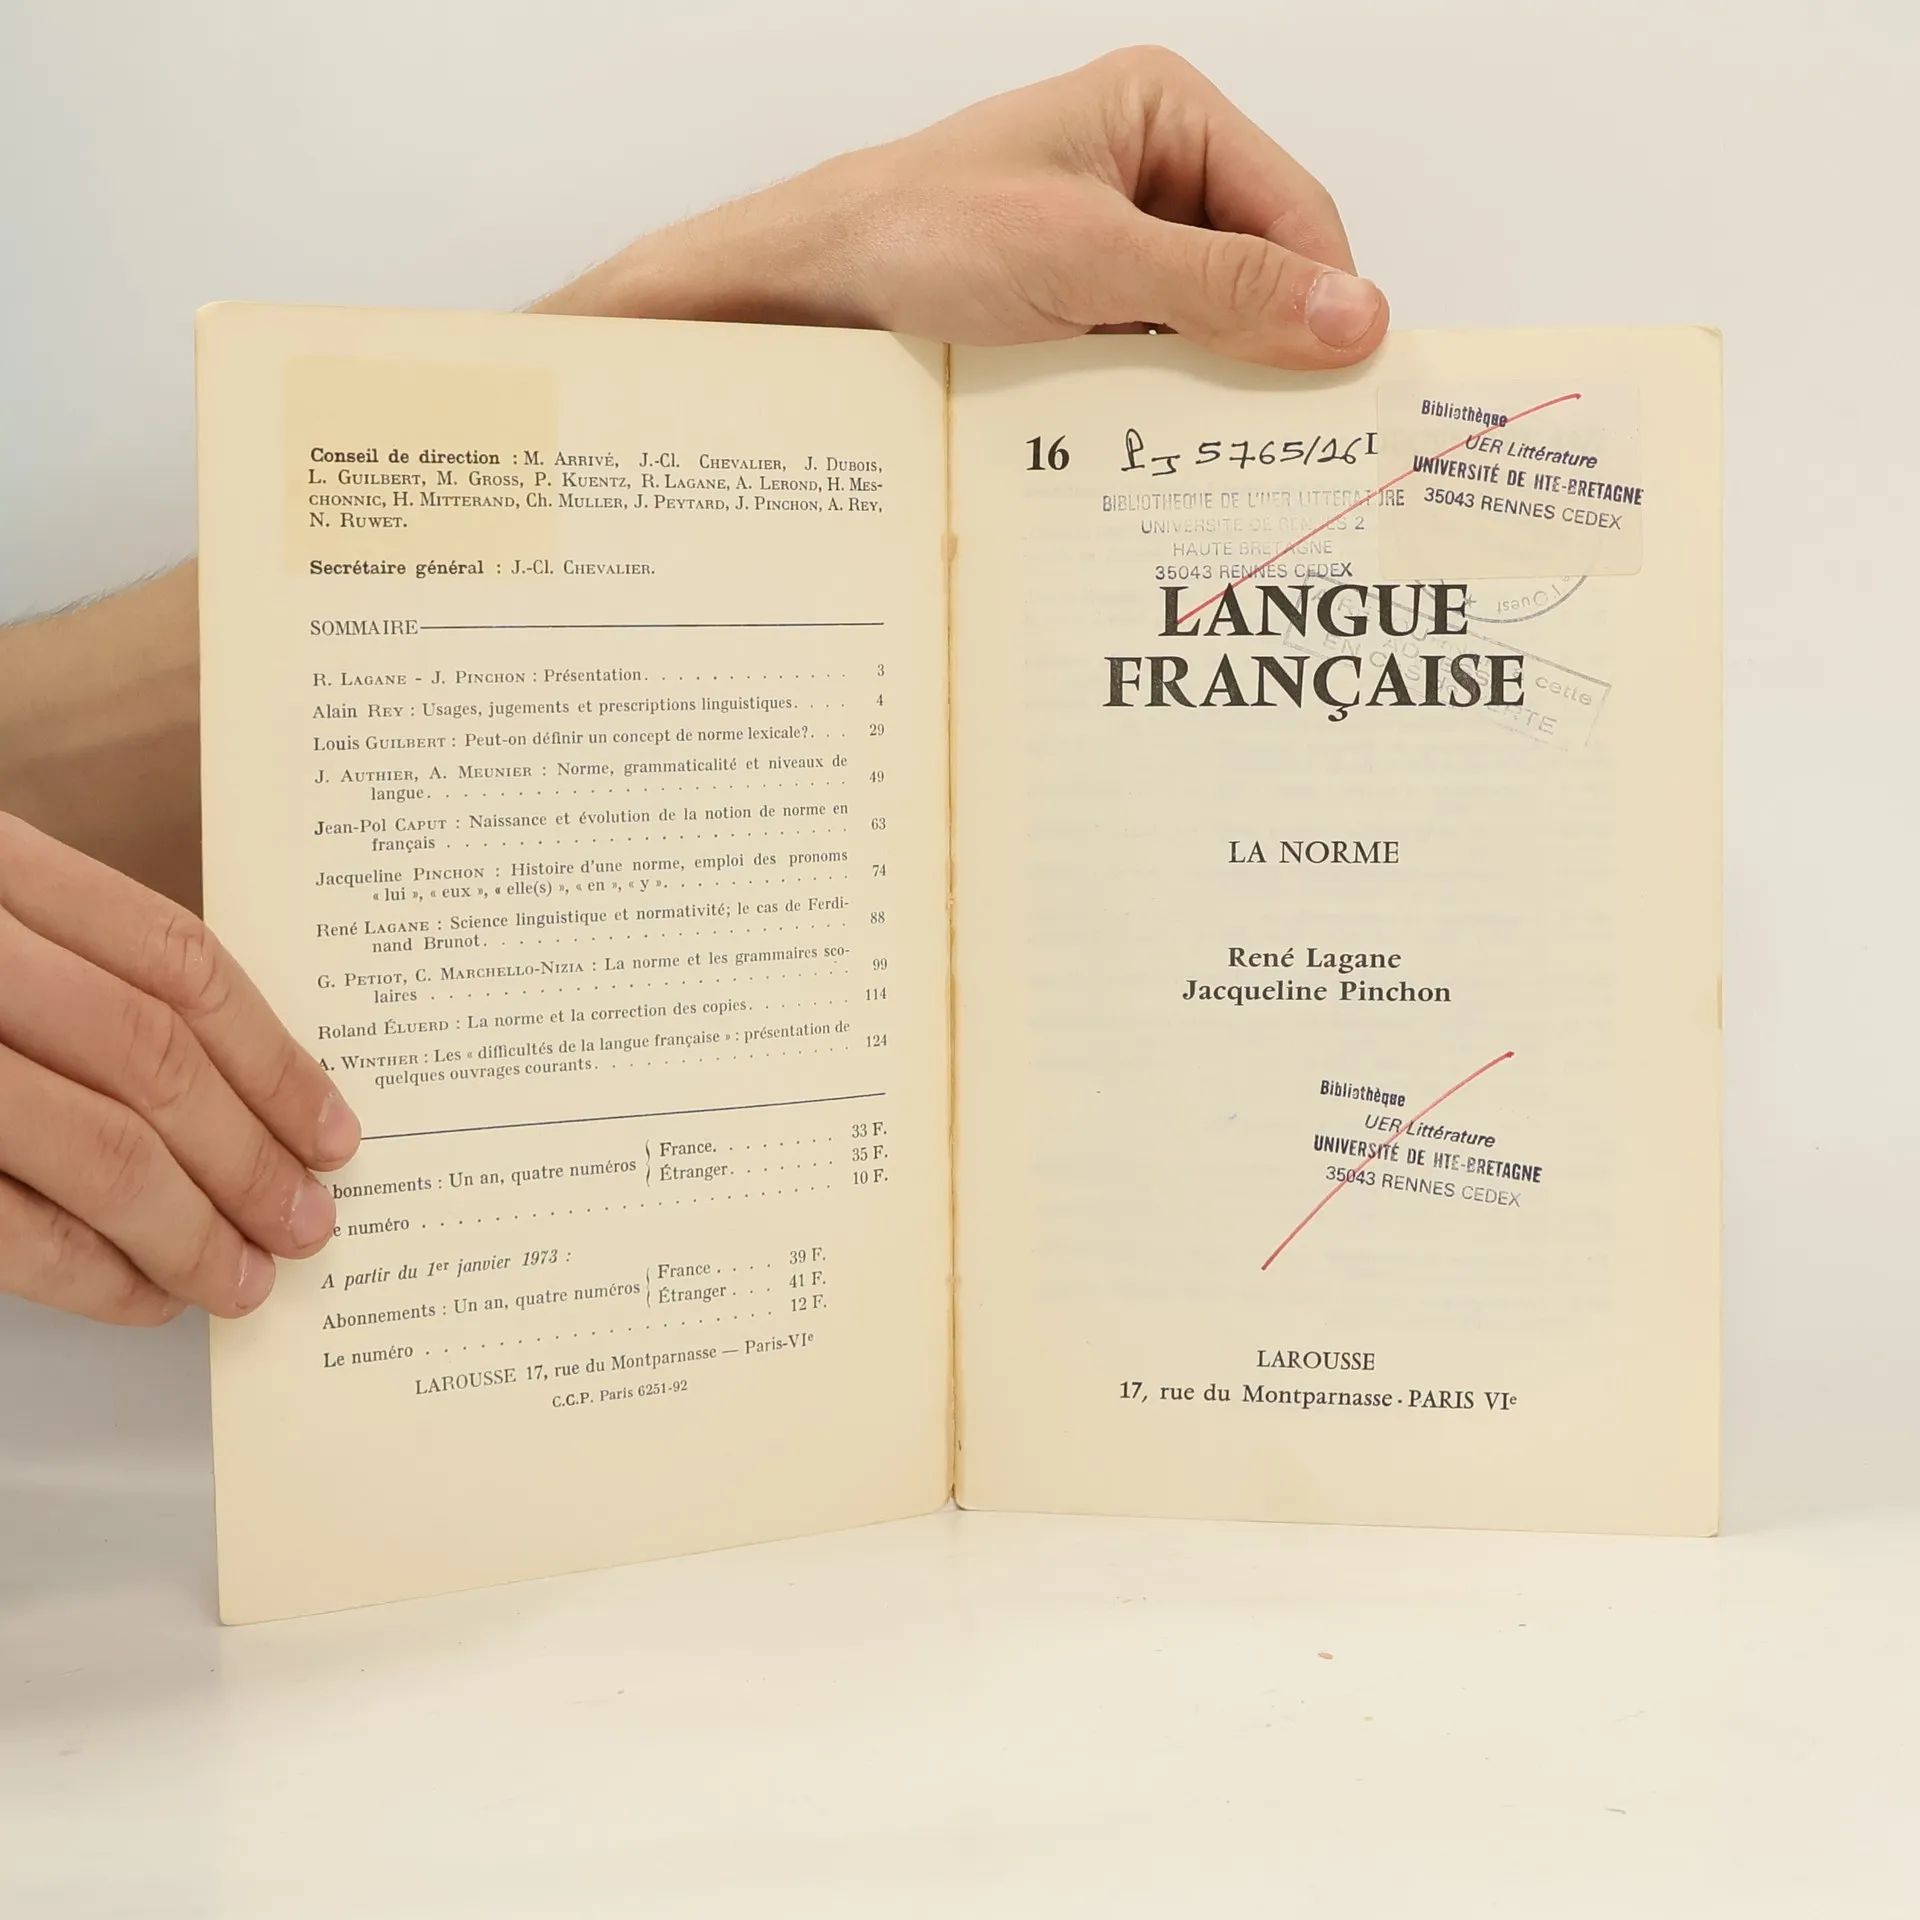 Conseil de direction : M. ARRIVÉ, J.-Cl. CHEVALIER, J. DUBOIS,
L. GUILBERT, M. GROSS, P. KUENTZ, R. LAGANE, A. LEROND, H. MES-
CHONNIC, H. MITTERAND, Ch. MULLER, J. PEYTARD, J. PINCHON, A. REY,
N. RUWET.
Secrétaire général : J.-Cl. CHEVALIER.
SOMMAIRE
R. LAGANE - J. PINCHON : Présentation. . . . . . . . . . . . . 3
Alain REY : Usages, jugements et prescriptions linguistiques. . . . 4
Louis GUILBERT : Peut-on définir un concept de norme lexicale?. . . 29
J. AUTHIER, A. MEUNIER : Norme, grammaticalité et niveaux de
langue. . . . . . . . . . . . . . . . . . . . . . . 49
Jean-Pol CAPUT : Naissance et évolution de la notion de norme en
français . . . . . . . . . . . . . . . . . . . . . . 63
Jacqueline PINCHON : Histoire d'une norme, emploi des pronoms
« lui », « eux », « elle(s) », « en », « y ». . . . . . . . . . 74
René LAGANE : Science linguistique et normativité; le cas de Ferdi-
nand Brunot. . . . . . . . . . . . . . . . . . . . 88
G. PETIOT, C. MARCHELLO-NIZIA : La norme et les grammaires sco-
laires . . . . . . . . . . . . . . . . . . . . . . . 99
Roland ÉLUERD : La norme et la correction des copies. . . . . . . 114
A. WINTHER : Les « difficultés de la langue française » : présentation de
quelques ouvrages courants. . . . . . . . . . . . . . 124
bonnements : Un an, quatre numéros
France. . . . . . . . 33 F.
Étranger. . . . . . . 35 F.
e numéro . . . . . . . . . . . . . . . . . . . . . . 10 F.
A partir du 1er janvier 1973 :
Abonnements : Un an, quatre numéros
France . . . . 39 F.
Étranger . . . 41 F.
Le numéro . . . . . . . . . . . . . . . . . . . . 12 F.
LAROUSSE 17, rue du Montparnasse — Paris-VIe
C.C.P. Paris 6251-92
16
PJ 5765/16 I
Bibliothèque
UER Littérature
UNIVERSITÉ DE HTE-BRETAGNE
35043 RENNES CEDEX
BIBLIOTHEQUE DE L'UER LITTERATURE
UNIVERSITE DE RENNES 2
HAUTE BRETAGNE
35043 RENNES CEDEX
l'Ouest
LANGUE
FRANÇAISE
EN CAS
cette
LA NORME
René Lagane
Jacqueline Pinchon
Bibliothèque
UER Littérature
UNIVERSITÉ DE HTE-BRETAGNE
35043 RENNES CEDEX
LAROUSSE
17, rue du Montparnasse · PARIS VIe